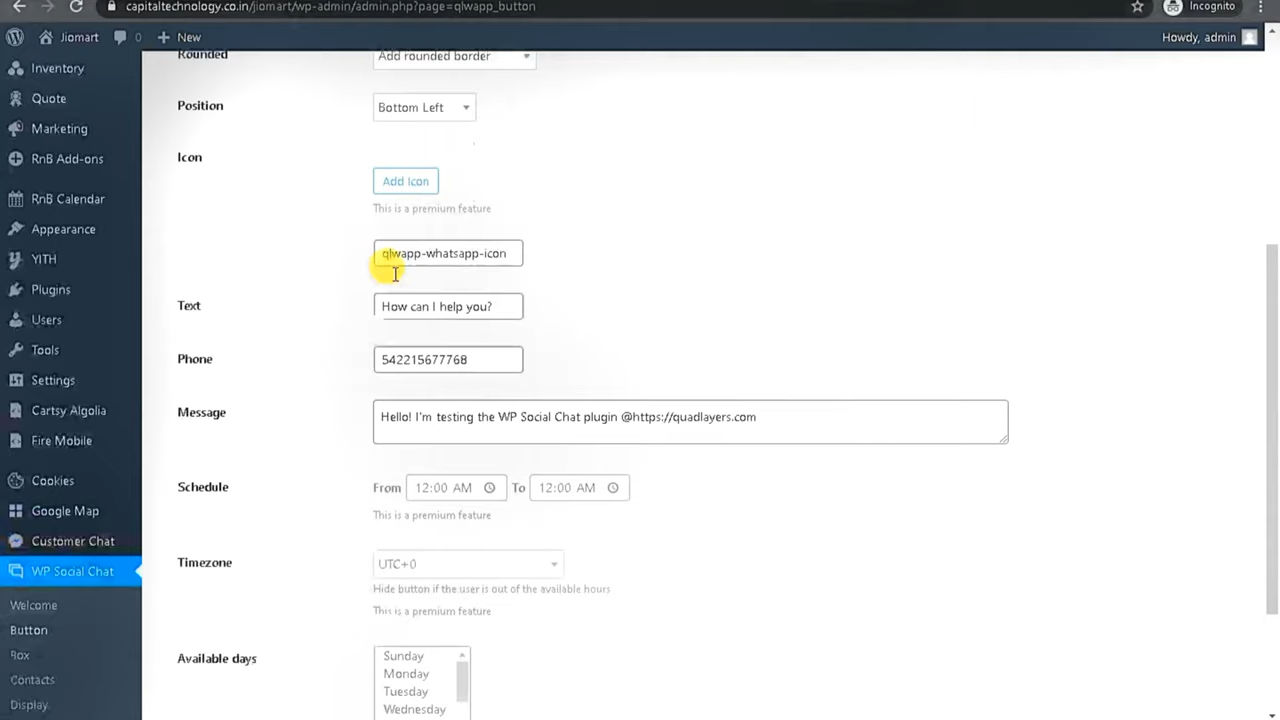 capitaltechnology.co.in/jiomart/wp-admin/admin.php?page=qlwapp_button
Incognito
Jiomart
0
New
Howdy, admin
Inventory
Quote
Marketing
RnB Add-ons
RnB Calendar
Appearance
YITH
Plugins
Users
Tools
Settings
Cartsy Algolia
Fire Mobile
Cookies
Google Map
Customer Chat
WP Social Chat
Welcome
Button
Box
Contacts
Display
Rounded
Add rounded border
Position
Bottom Left
Icon
Add Icon
This is a premium feature
qlwapp-whatsapp-icon
Text
How can I help you?
Phone
542215677768
Message
Hello! I'm testing the WP Social Chat plugin @https://quadlayers.com
Schedule
From 12:00 AM To 12:00 AM
This is a premium feature
Timezone
UTC+0
Hide button if the user is out of the available hours
This is a premium feature
Available days
Sunday
Monday
Tuesday
Wednesday